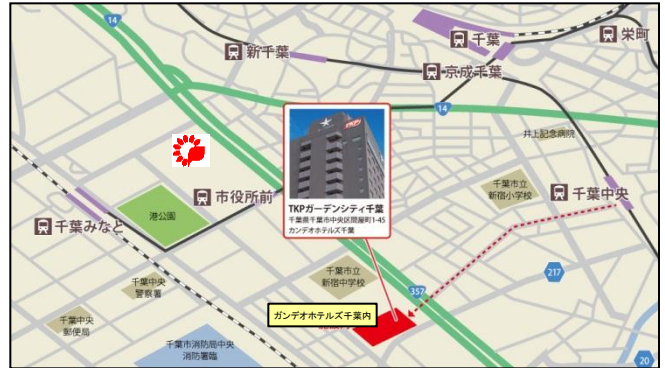 14
新千葉
千葉
栄町
京成千葉
14
井上記念病院
TKP
市役所前
港公園
千葉みなと
TKPガーデンシティ千葉
千葉県千葉市中央区問屋町1-45
カンデオホテルズ千葉
千葉市立
新宿小学校
千葉中央
千葉市立
新宿中学校
357
217
千葉中央
警察署
ガンデオホテルズ千葉内
千葉中央
郵便局
千葉市消防局中央
消防署臨
20